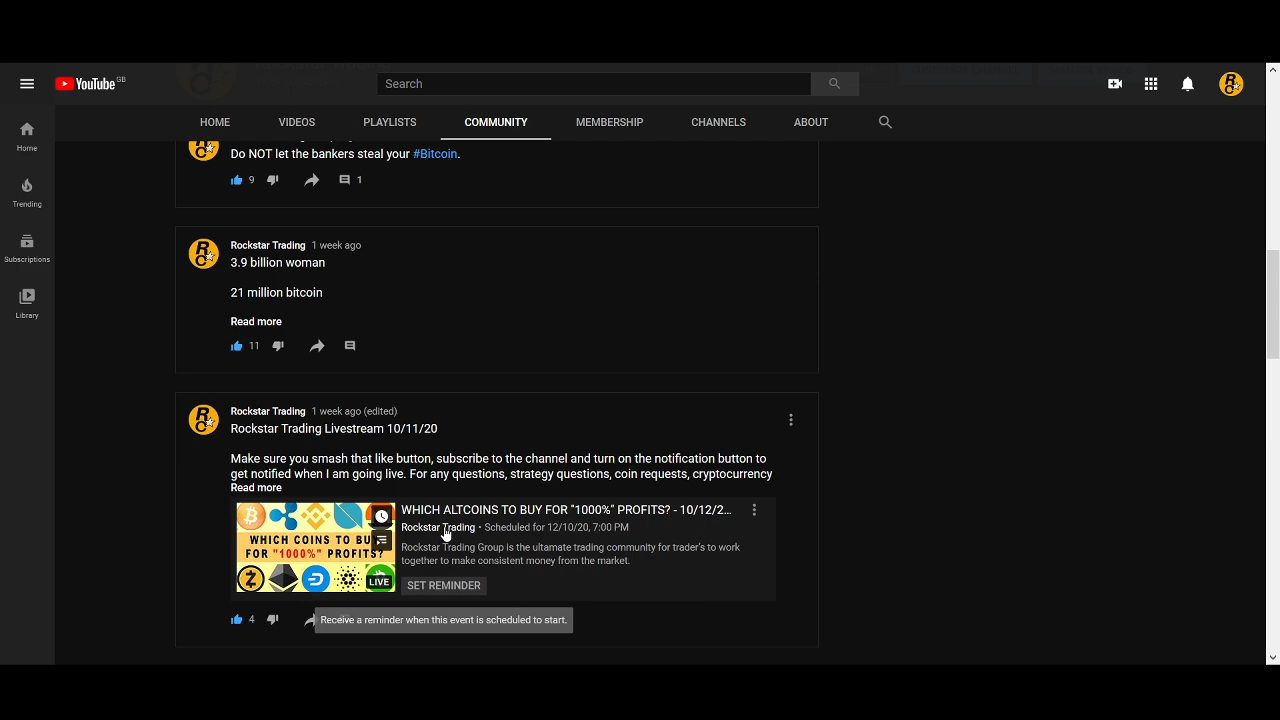 YouTube GB
Search
HOME VIDEOS PLAYLISTS COMMUNITY MEMBERSHIP CHANNELS ABOUT
Home
Trending
Subscriptions
Library
Do NOT let the bankers steal your #Bitcoin.
9 1
Rockstar Trading 1 week ago
3.9 billion woman
21 million bitcoin
Read more
11
Rockstar Trading 1 week ago (edited)
Rockstar Trading Livestream 10/11/20
Make sure you smash that like button, subscribe to the channel and turn on the notification button to
get notified when I am going live. For any questions, strategy questions, coin requests, cryptocurrency
Read more
WHICH COINS TO BUY
FOR "1000%" PROFITS?
LIVE
WHICH ALTCOINS TO BUY FOR "1000%" PROFITS? - 10/12/2...
Rockstar Trading • Scheduled for 12/10/20, 7:00 PM
Rockstar Trading Group is the ultamate trading community for trader's to work
together to make consistent money from the market.
SET REMINDER
4
Receive a reminder when this event is scheduled to start.